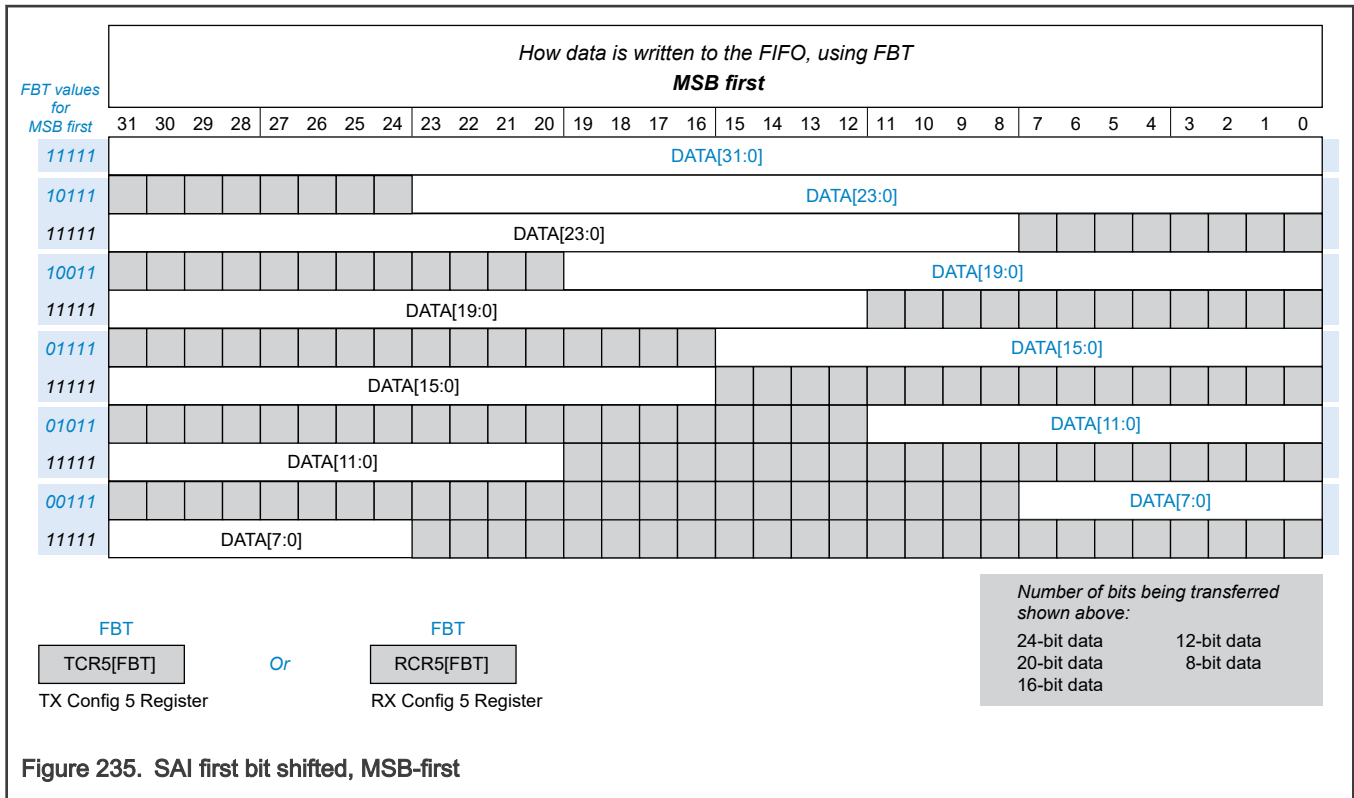 How data is written to the FIFO, using FBT
MSB first
FBT values
for
MSB first
31 30 29 28 27 26 25 24 23 22 21 20 19 18 17 16 15 14 13 12 11 10 9 8 7 6 5 4 3 2 1 0
11111 DATA[31:0]
10111 DATA[23:0]
11111 DATA[23:0]
10011 DATA[19:0]
11111 DATA[19:0]
01111 DATA[15:0]
11111 DATA[15:0]
01011 DATA[11:0]
11111 DATA[11:0]
00111 DATA[7:0]
11111 DATA[7:0]
FBT FBT
TCR5[FBT] Or RCR5[FBT]
TX Config 5 Register RX Config 5 Register
Number of bits being transferred
shown above:
24-bit data 12-bit data
20-bit data 8-bit data
16-bit data
Figure 235. SAI first bit shifted, MSB-first